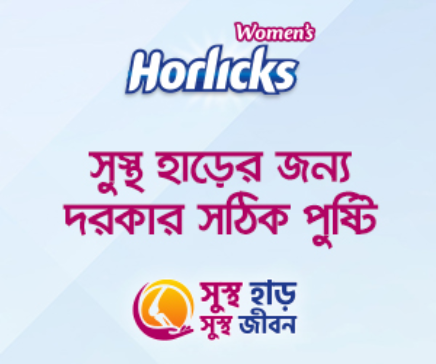 Women's
Horlicks
সুস্থ হাড়ের জন্য
দরকার সঠিক পুষ্টি
সুস্থ হাড়
সুস্থ জীবন